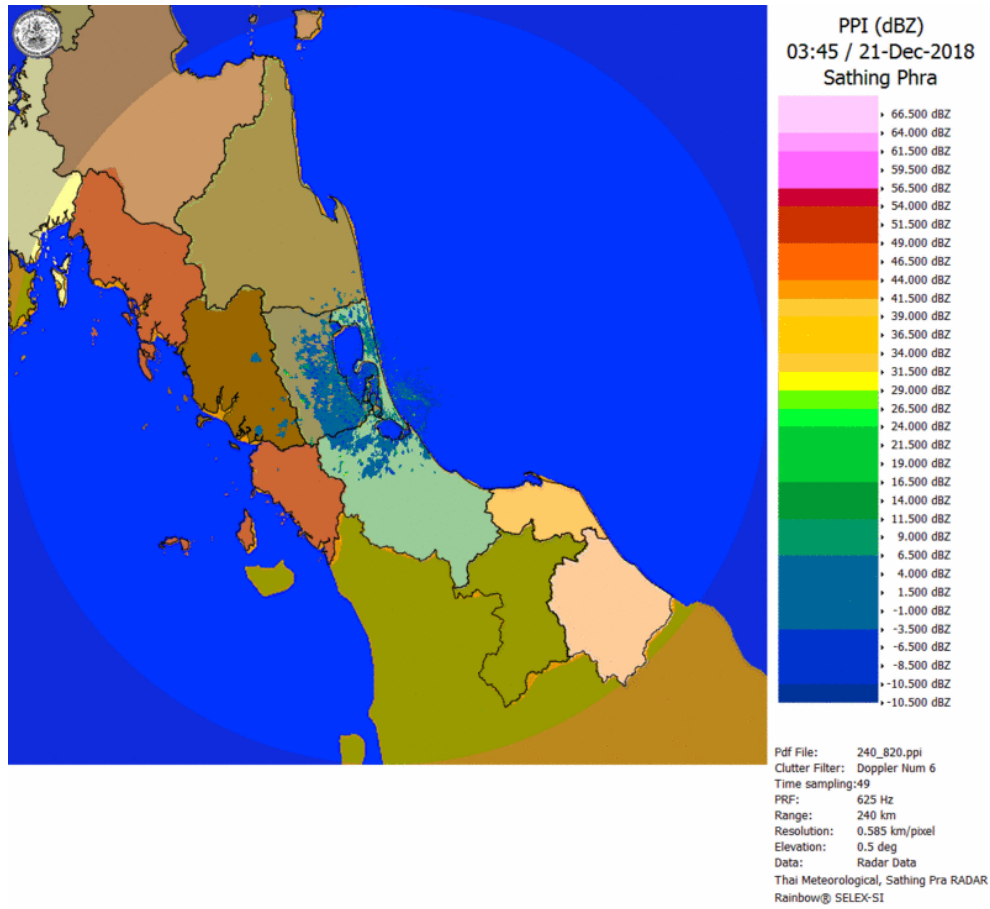 PPI (dBZ)
03:45 / 21-Dec-2018
Sathing Phra
66.500 dBZ
64.000 dBZ
61.500 dBZ
59.500 dBZ
56.500 dBZ
54.000 dBZ
51.500 dBZ
49.000 dBZ
46.500 dBZ
44.000 dBZ
41.500 dBZ
39.000 dBZ
36.500 dBZ
34.000 dBZ
31.500 dBZ
29.000 dBZ
26.500 dBZ
24.000 dBZ
21.500 dBZ
19.000 dBZ
16.500 dBZ
14.000 dBZ
11.500 dBZ
9.000 dBZ
6.500 dBZ
4.000 dBZ
1.500 dBZ
-1.000 dBZ
-3.500 dBZ
-6.500 dBZ
-8.500 dBZ
-10.500 dBZ
-10.500 dBZ
Pdf File: 240_820.ppi
Clutter Filter: Doppler Num 6
Time sampling:49
PRF: 625 Hz
Range: 240 km
Resolution: 0.585 km/pixel
Elevation: 0.5 deg
Data: Radar Data
Thai Meteorological, Sathing Pra RADAR
Rainbow® SELEX-SI